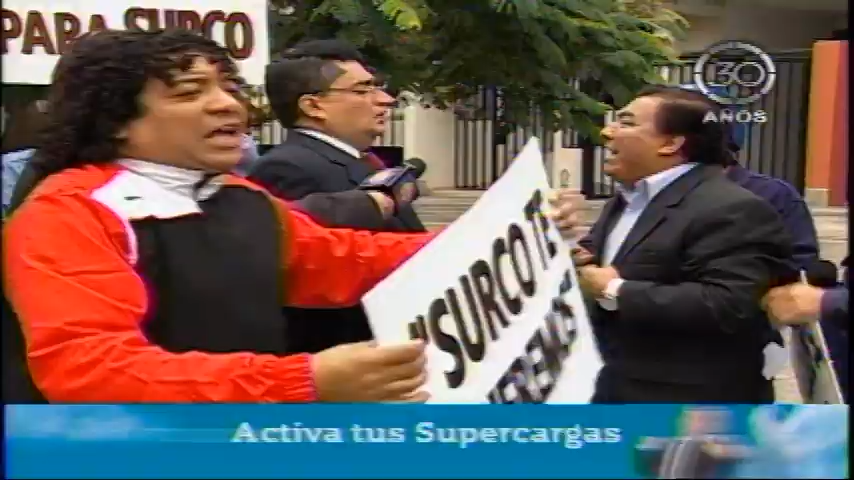 PARA SURCO
30
AÑOS
"SURCO TE
Activa tus Supercargas